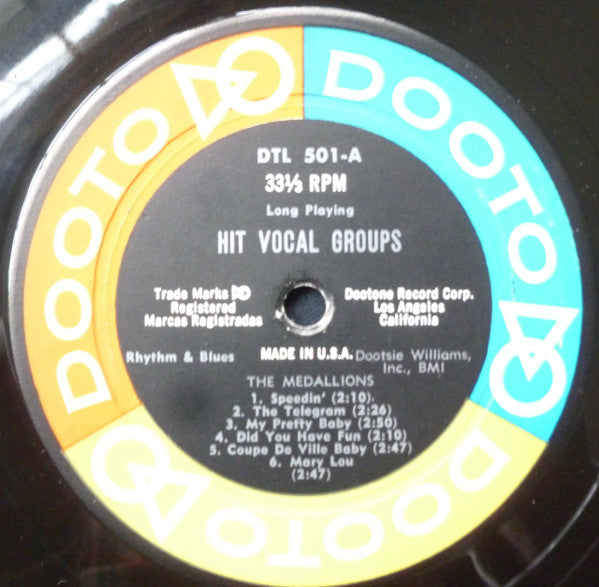 DOOTO
DOOTO
DOOTO
DTL 501-A
33⅓ RPM
Long Playing
HIT VOCAL GROUPS
Trade Marks DO
Registered
Marcas Registradas
Dootone Record Corp.
Los Angeles
California
Rhythm & Blues
MADE IN U.S.A.
Dootsie Williams,
Inc., BMI
THE MEDALLIONS
1. Speedin' (2:10)
2. The Telegram (2:26)
3. My Pretty Baby (2:50)
4. Did You Have Fun (2:10)
5. Coupe De Ville Baby (2:47)
6. Mary Lou
(2:47)